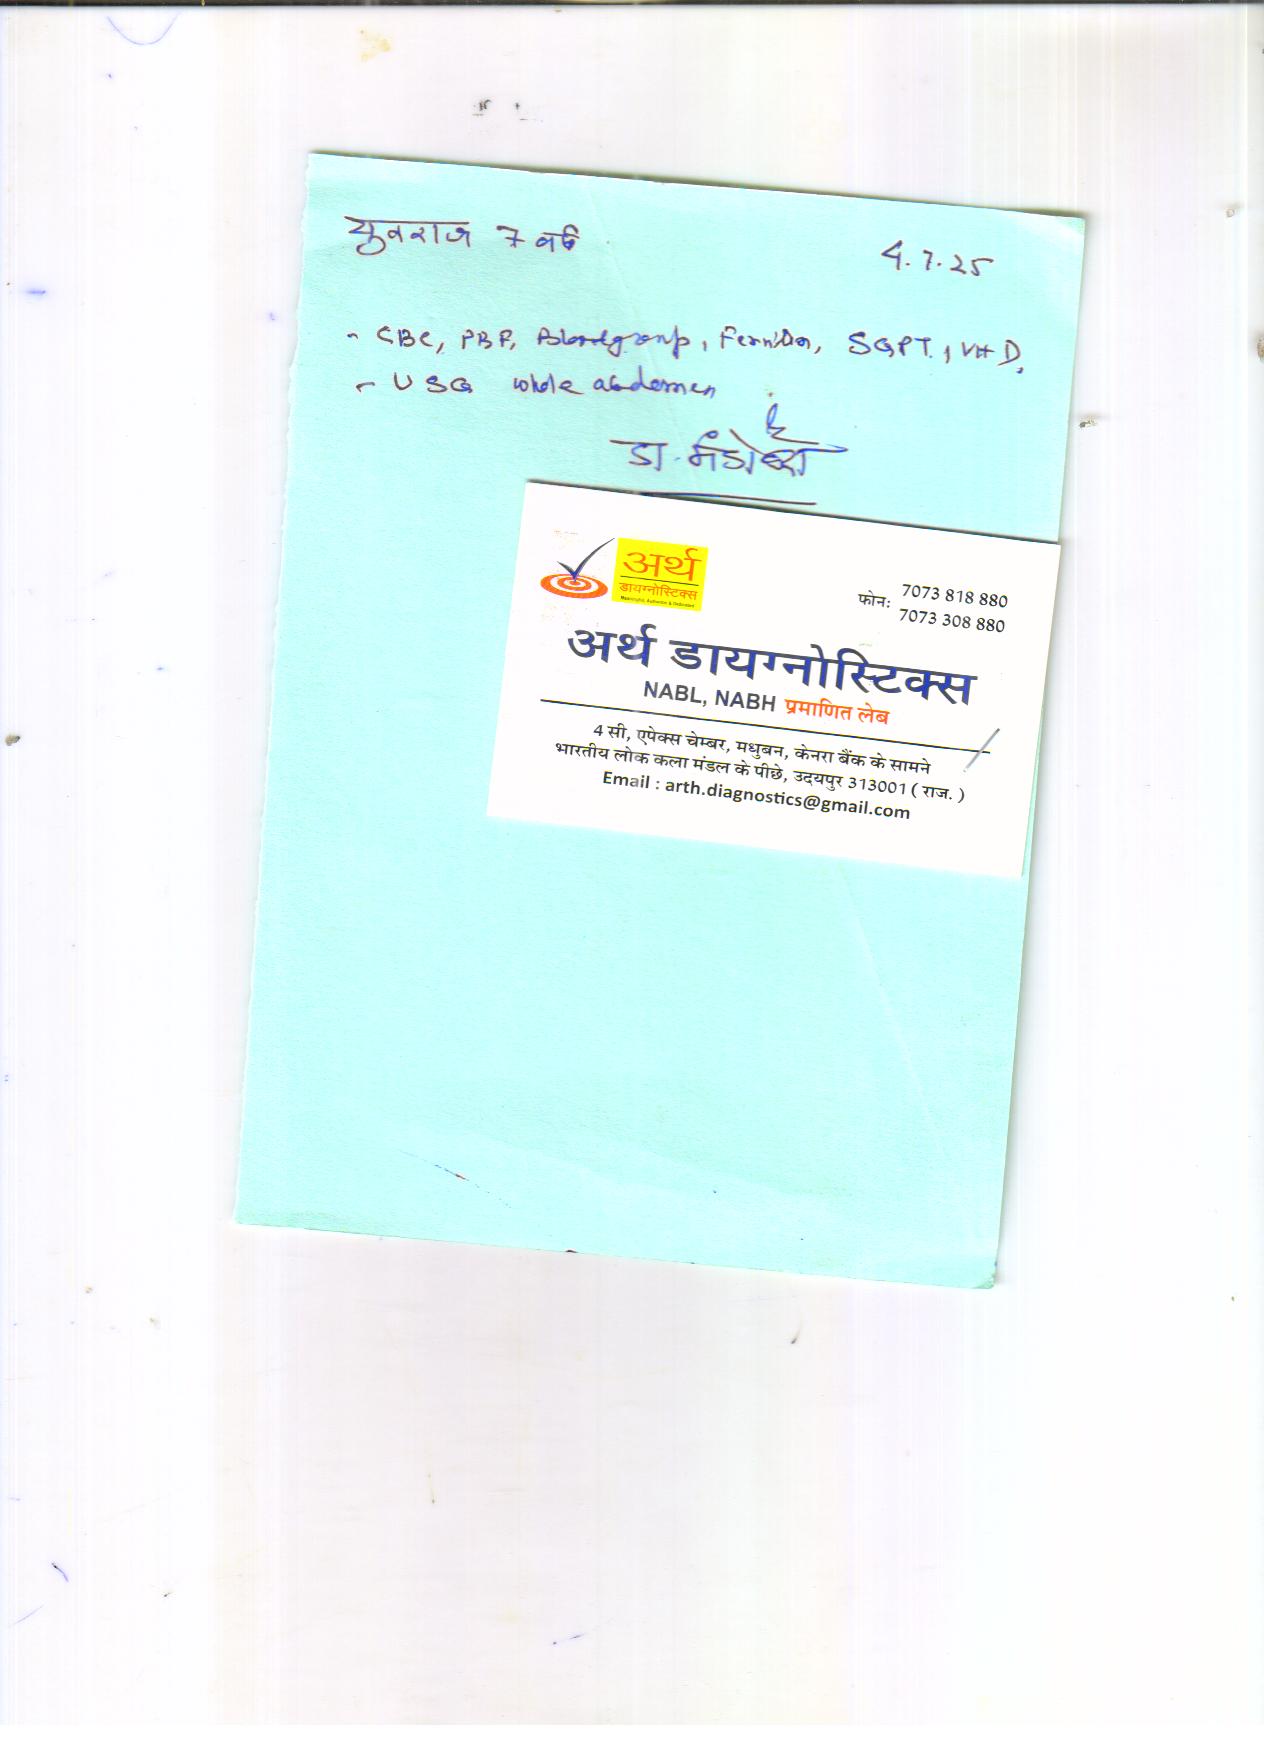 युवराज 7 वर्ष
4.7.25
- CBC, PBF, Bloodgroup, Ferritin, SGPT, Vit D,
- USG whole abdomen
डा.
अर्थ
डायग्नोस्टिक्स
फोन: 7073 818 880
7073 308 880
अर्थ डायग्नोस्टिक्स
NABL, NABH प्रमाणित लेब
4 सी, एपेक्स चेम्बर, मधुबन, केनरा बैंक के सामने
भारतीय लोक कला मंडल के पीछे, उदयपुर 313001 ( राज. )
Email : arth.diagnostics@gmail.com